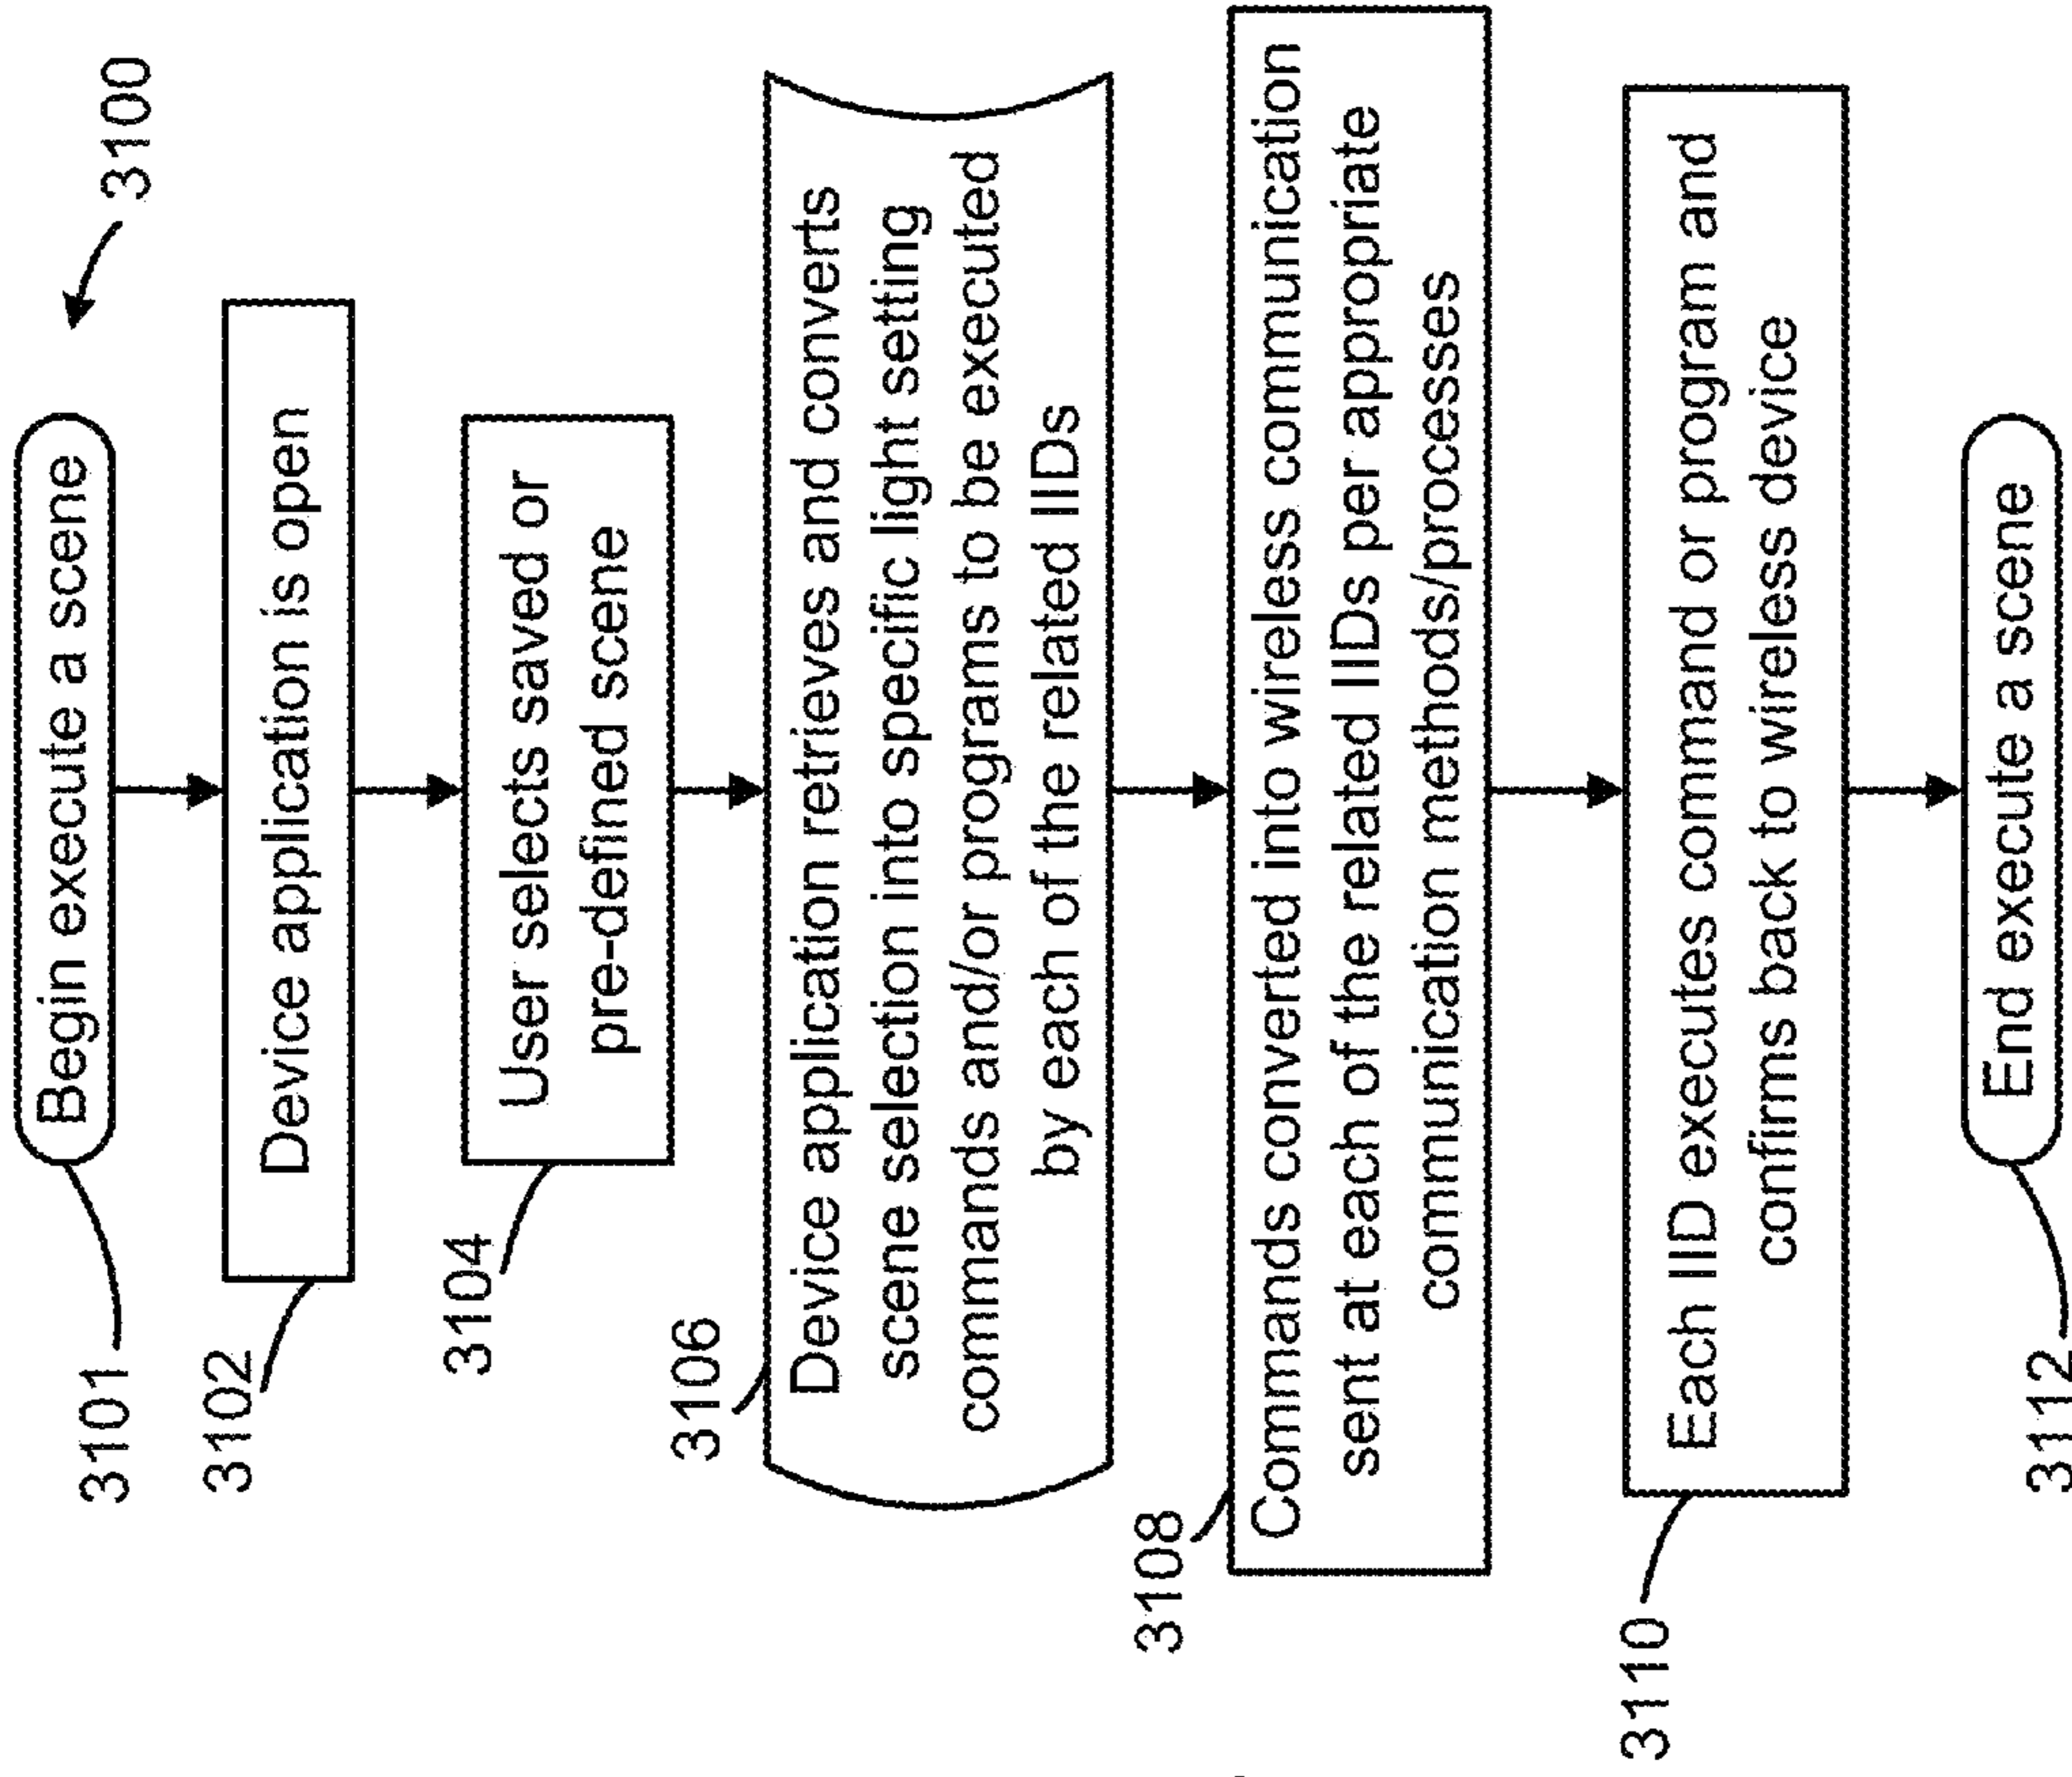 3100
3101
Begin execute a scene
3102
Device application is open
3104
User selects saved or
pre-defined scene
3106
Device application retrieves and converts
scene selection into specific light setting
commands and/or programs to be executed
by each of the related IIDs
3108
Commands converted into wireless communication
sent at each of the related IIDs per appropriate
communication methods/processes
3110
Each IID executes command or program and
confirms back to wireless device
3112
End execute a scene